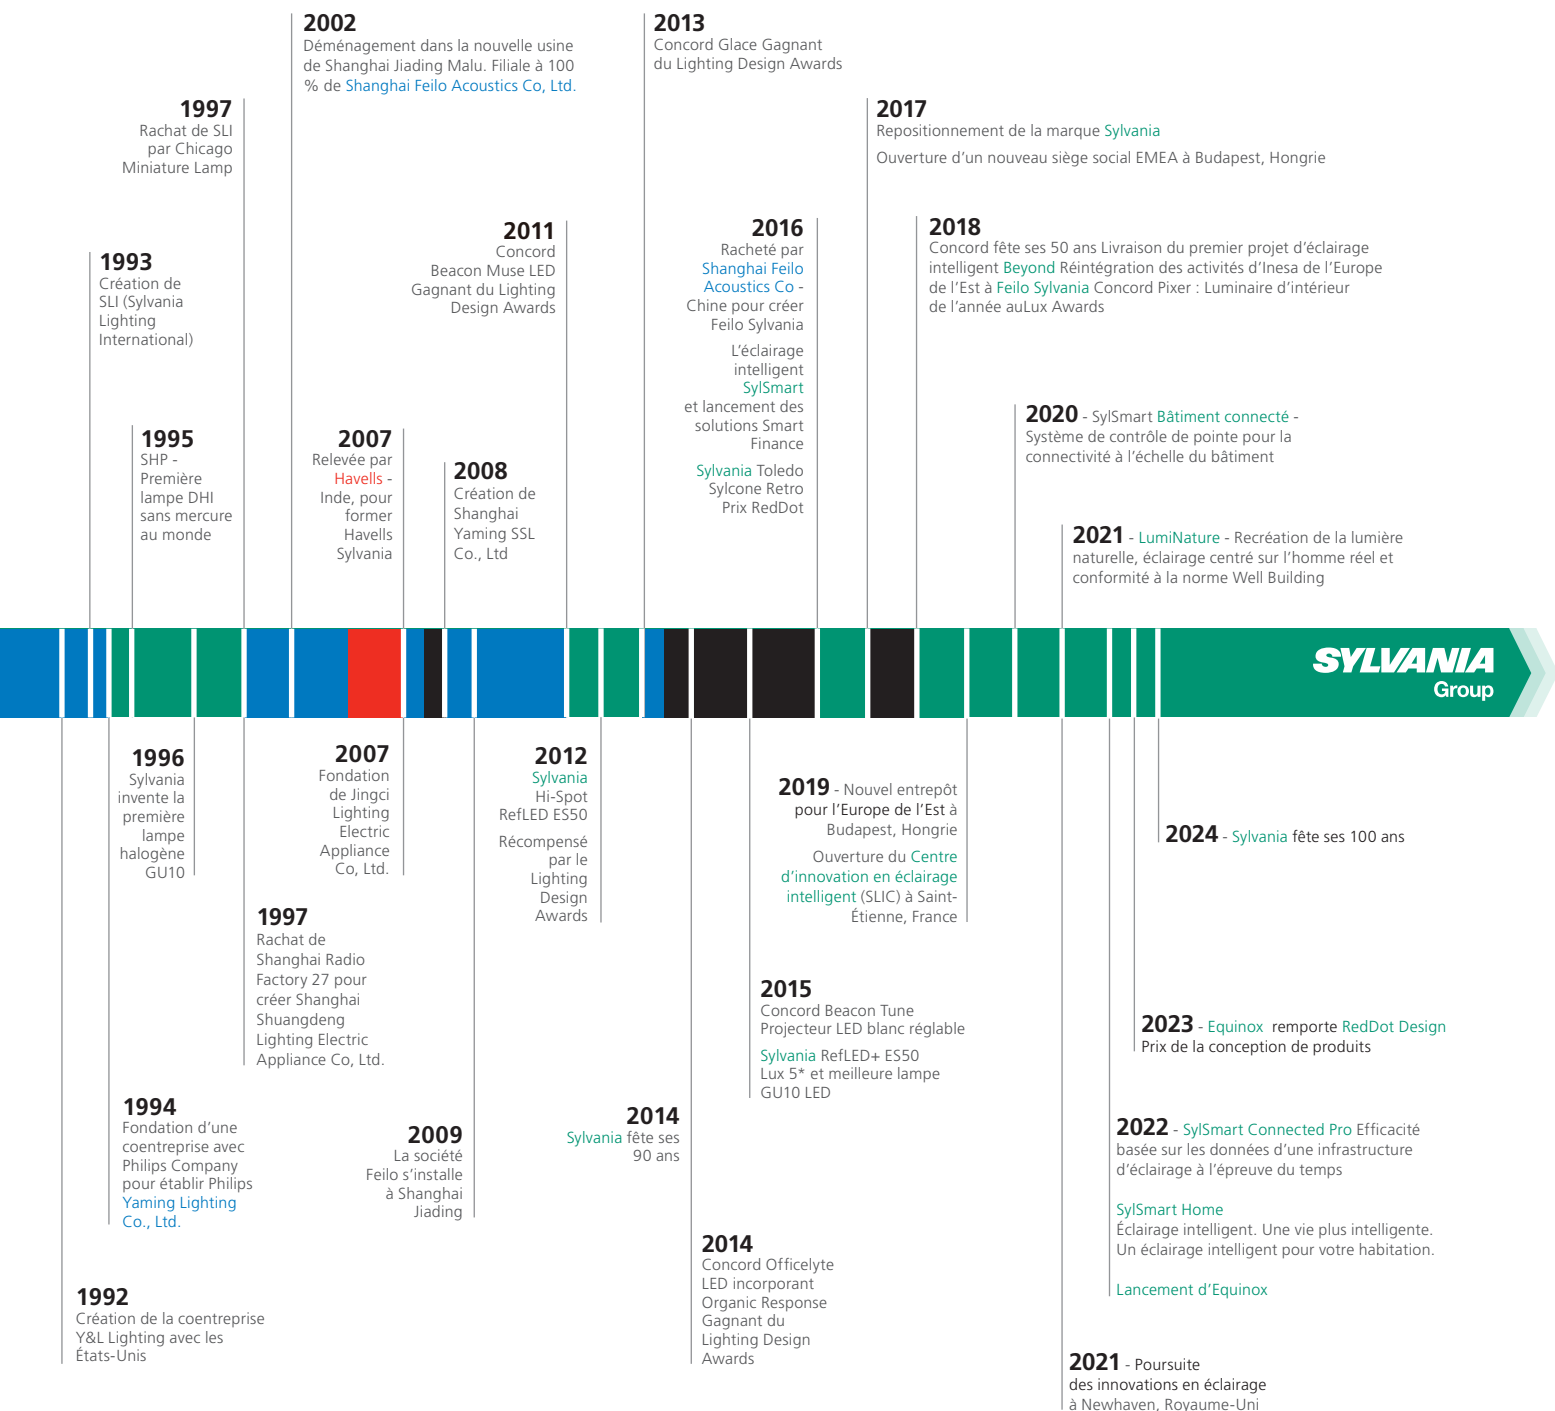 2002
Déménagement dans la nouvelle usine
de Shanghai Jiading Malu. Filiale à 100
% de Shanghai Feilo Acoustics Co, Ltd.
2013
Concord Glace Gagnant
du Lighting Design Awards
1997
Rachat de SLI
par Chicago
Miniature Lamp
2017
Repositionnement de la marque Sylvania
Ouverture d'un nouveau siège social EMEA à Budapest, Hongrie
1993
Création de
SLI (Sylvania
Lighting
International)
2011
Concord
Beacon Muse LED
Gagnant du Lighting
Design Awards
2016
Racheté par
Shanghai Feilo
Acoustics Co -
Chine pour créer
Feilo Sylvania
L'éclairage
intelligent
SylSmart
et lancement des
solutions Smart
Finance
Sylvania Toledo
Sylcone Retro
Prix RedDot
2018
Concord fête ses 50 ans Livraison du premier projet d'éclairage
intelligent Beyond Réintégration des activités d'Inesa de l'Europe
de l'Est à Feilo Sylvania Concord Pixer : Luminaire d'intérieur
de l'année auLux Awards
1995
SHP -
Première
lampe DHI
sans mercure
au monde
2007
Relevée par
Havells -
Inde, pour
former
Havells
Sylvania
2008
Création de
Shanghai
Yaming SSL
Co., Ltd
2020 - SylSmart Bâtiment connecté -
Système de contrôle de pointe pour la
connectivité à l'échelle du bâtiment
2021 - LumiNature - Recréation de la lumière
naturelle, éclairage centré sur l'homme réel et
conformité à la norme Well Building
SYLVANIA
Group
1996
Sylvania
invente la
première
lampe
halogène
GU10
2007
Fondation
de Jingci
Lighting
Electric
Appliance
Co, Ltd.
2012
Sylvania
Hi-Spot
RefLED ES50
Récompensé
par le
Lighting
Design
Awards
2019 - Nouvel entrepôt
pour l'Europe de l'Est à
Budapest, Hongrie
Ouverture du Centre
d'innovation en éclairage
intelligent (SLIC) à Saint-
Étienne, France
2024 - Sylvania fête ses 100 ans
1997
Rachat de
Shanghai Radio
Factory 27 pour
créer Shanghai
Shuangdeng
Lighting Electric
Appliance Co, Ltd.
2015
Concord Beacon Tune
Projecteur LED blanc réglable
Sylvania RefLED+ ES50
Lux 5* et meilleure lampe
GU10 LED
2023 - Equinox remporte RedDot Design
Prix de la conception de produits
1994
Fondation d'une
coentreprise avec
Philips Company
pour établir Philips
Yaming Lighting
Co., Ltd.
2009
La société
Feilo s'installe
à Shanghai
Jiading
2014
Sylvania fête ses
90 ans
2022 - SylSmart Connected Pro Efficacité
basée sur les données d'une infrastructure
d'éclairage à l'épreuve du temps
SylSmart Home
Éclairage intelligent. Une vie plus intelligente.
Un éclairage intelligent pour votre habitation.
Lancement d'Equinox
2014
Concord Officelyte
LED incorporant
Organic Response
Gagnant du
Lighting Design
Awards
1992
Création de la coentreprise
Y&L Lighting avec les
États-Unis
2021 - Poursuite
des innovations en éclairage
à Newhaven, Royaume-Uni